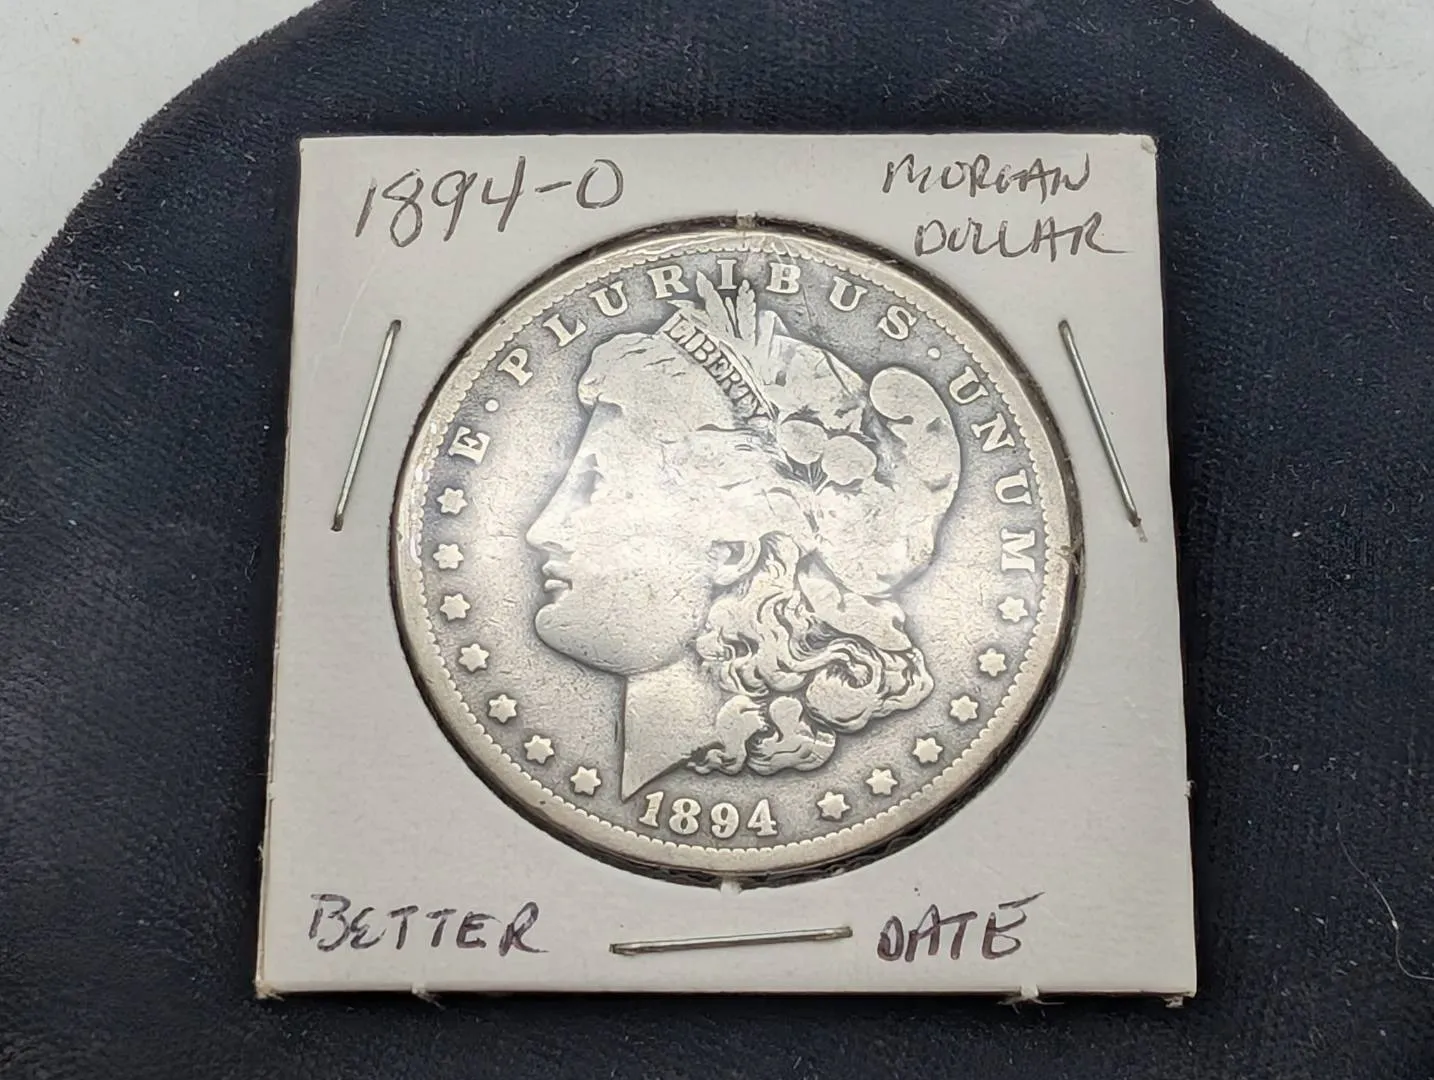 1894-O
MORGAN
DOLLAR
E · PLURIBUS · UNUM
LIBERTY
1894
BETTER DATE